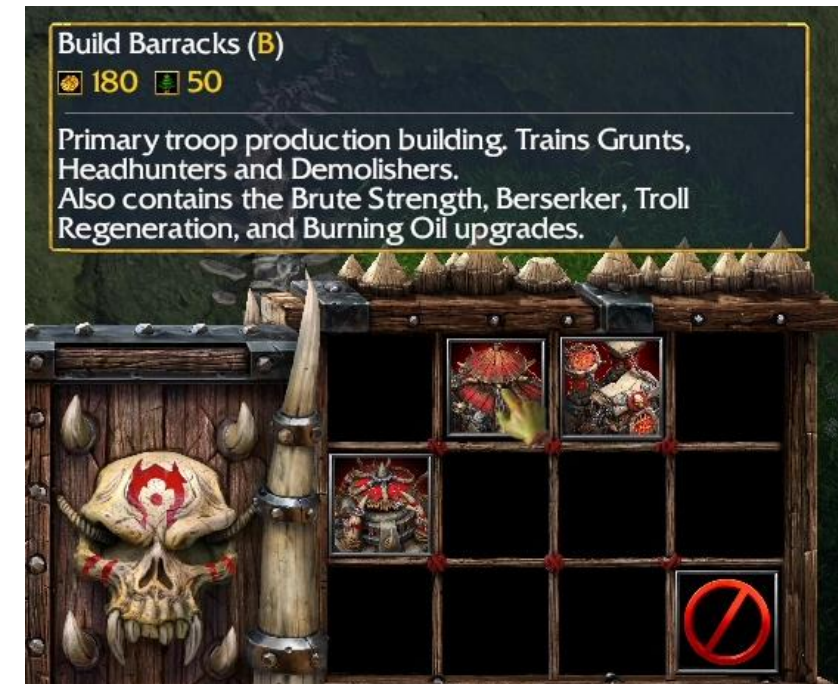 Build Barracks (B)
180 50
Primary troop production building. Trains Grunts,
Headhunters and Demolishers.
Also contains the Brute Strength, Berserker, Troll
Regeneration, and Burning Oil upgrades.